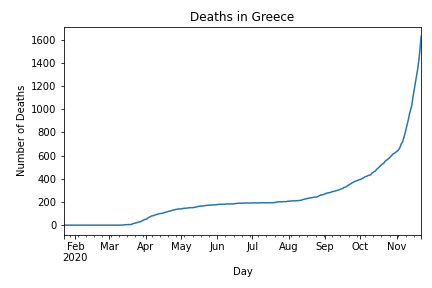 Deaths in Greece
Number of Deaths
1600
1400
1200
1000
800
600
400
200
0
Feb Mar Apr May Jun Jul Aug Sep Oct Nov
2020
Day